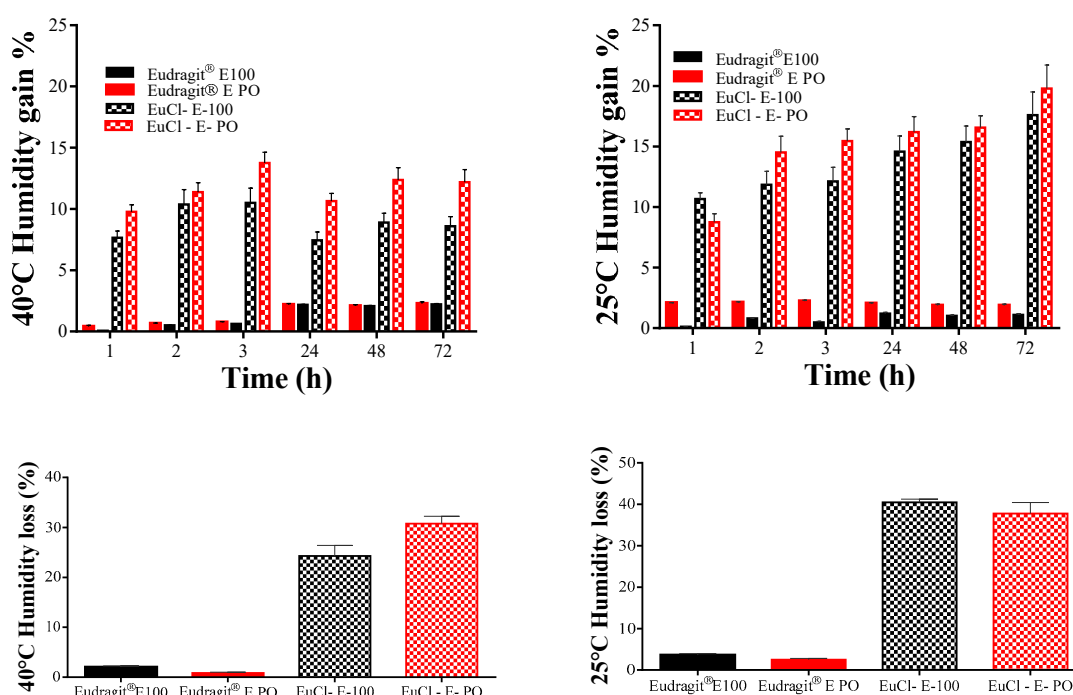 40°C Humidity gain %
25
20
15
10
5
0
Eudragit® E100
Eudragit® E PO
EuCl- E-100
EuCl - E- PO
1 2 3 24 48 72
Time (h)
25°C Humidity gain %
25
20
15
10
5
0
Eudragit® E100
Eudragit® E PO
EuCl- E-100
EuCl - E- PO
1 2 3 24 48 72
Time (h)
40°C Humidity loss (%)
40
30
20
10
0
Eudragit® E100 Eudragit® E PO EuCl- E-100 EuCl - E- PO
25°C Humidity loss (%)
50
40
30
20
10
0
Eudragit® E100 Eudragit® E PO EuCl- E-100 EuCl - E- PO